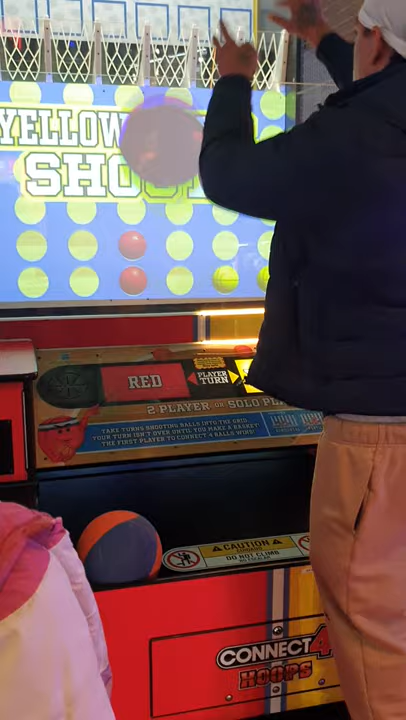 YELLOW
SHO
RED
PLAYER
TURN
2 PLAYER OR SOLO PL
TAKE TURNS SHOOTING BALLS INTO THE GRID.
YOUR TURN ISN'T OVER UNTIL YOU MAKE A BASKET!
THE FIRST PLAYER TO CONNECT 4 BALLS WINS!
CAUTION
DO NOT CLIMB
CONNECT 4
HOOPS